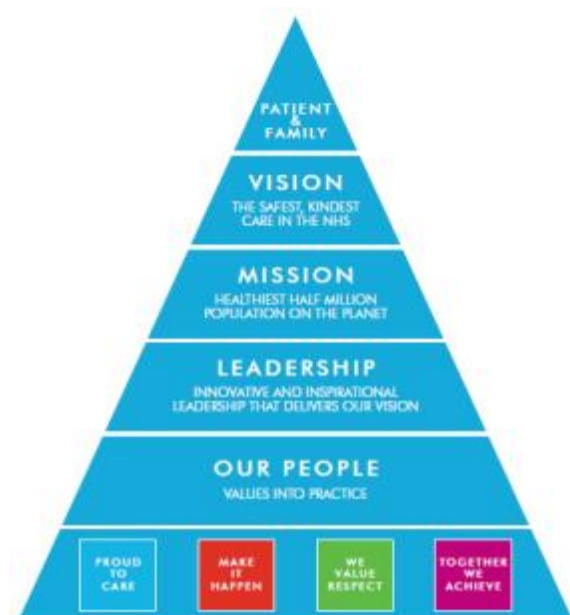 PATIENT
&
FAMILY
VISION
THE SAFEST, KINDEST
CARE IN THE NHS
MISSION
HEALTHIEST HALF MILLION
POPULATION ON THE PLANET
LEADERSHIP
INNOVATIVE AND INSPIRATIONAL
LEADERSHIP THAT DELIVERS OUR VISION
OUR PEOPLE
VALUES INTO PRACTICE
PROUD
TO
CARE
MAKE
IT
HAPPEN
WE
VALUE
RESPECT
TOGETHER
WE
ACHIEVE